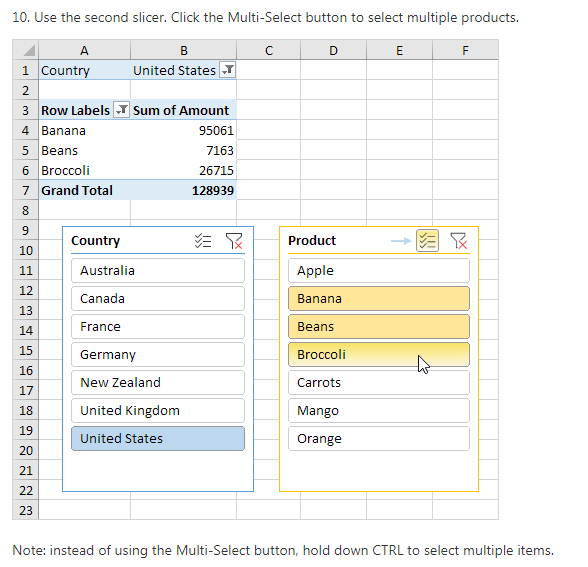 10. Use the second slicer. Click the Multi-Select button to select multiple products.
A B C D E F
1 Country United States
2
3 Row Labels Sum of Amount
4 Banana 95061
5 Beans 7163
6 Broccoli 26715
7 Grand Total 128939
8
9
Country Product
10
11 Australia Apple
12 Canada Banana
13
14 France Beans
15 Germany Broccoli
16
17 New Zealand Carrots
18 United Kingdom Mango
19
United States Orange
20
21
22
23
Note: instead of using the Multi-Select button, hold down CTRL to select multiple items.